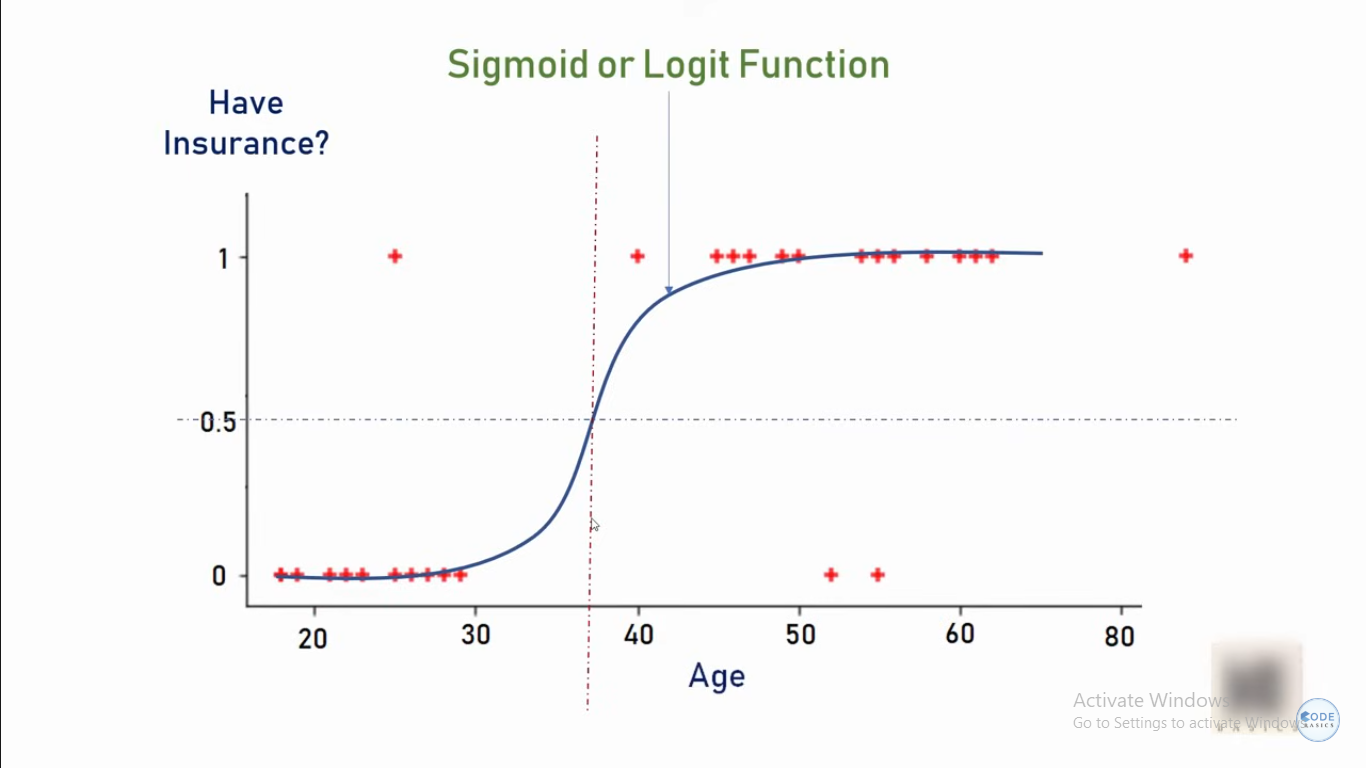 Sigmoid or Logit Function
Have
Insurance?
1
0.5
0
20 30 40 50 60 80
Age
Activate Windows
Go to Settings to activate Windows
CODE
BASICS